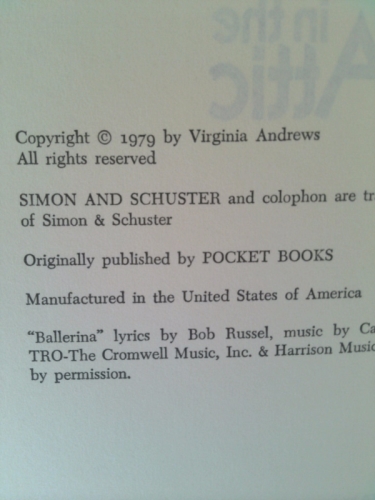 in the
Attic
Copyright © 1979 by Virginia Andrews
All rights reserved
SIMON AND SCHUSTER and colophon are tr
of Simon & Schuster
Originally published by POCKET BOOKS
Manufactured in the United States of America
"Ballerina" lyrics by Bob Russel, music by Ca
TRO-The Cromwell Music, Inc. & Harrison Music
by permission.